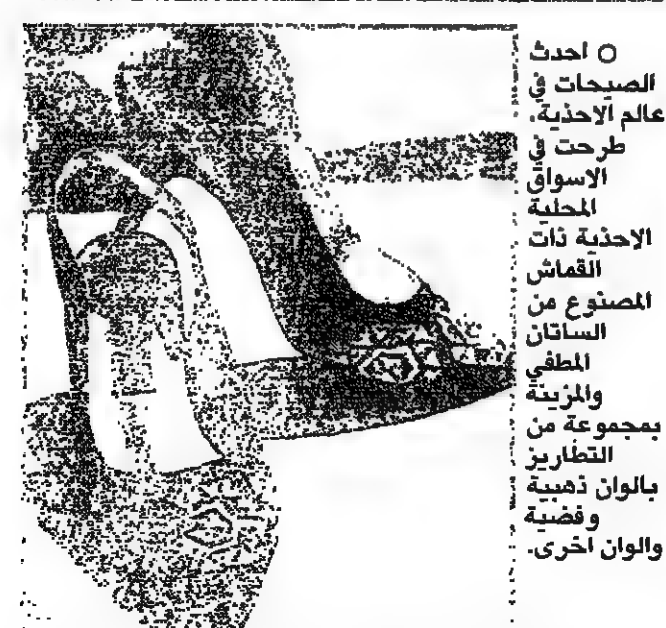 ○ احدث
الصيحات في
عالم الاحذية،
طرحت في
الاسواق
المحلية
الاحذية ذات
القماش
المصنوع من
الساتان
المطفي
والمزينة
بمجموعة من
التطاريز
بالوان ذهبية
وفضية
والوان اخرى.